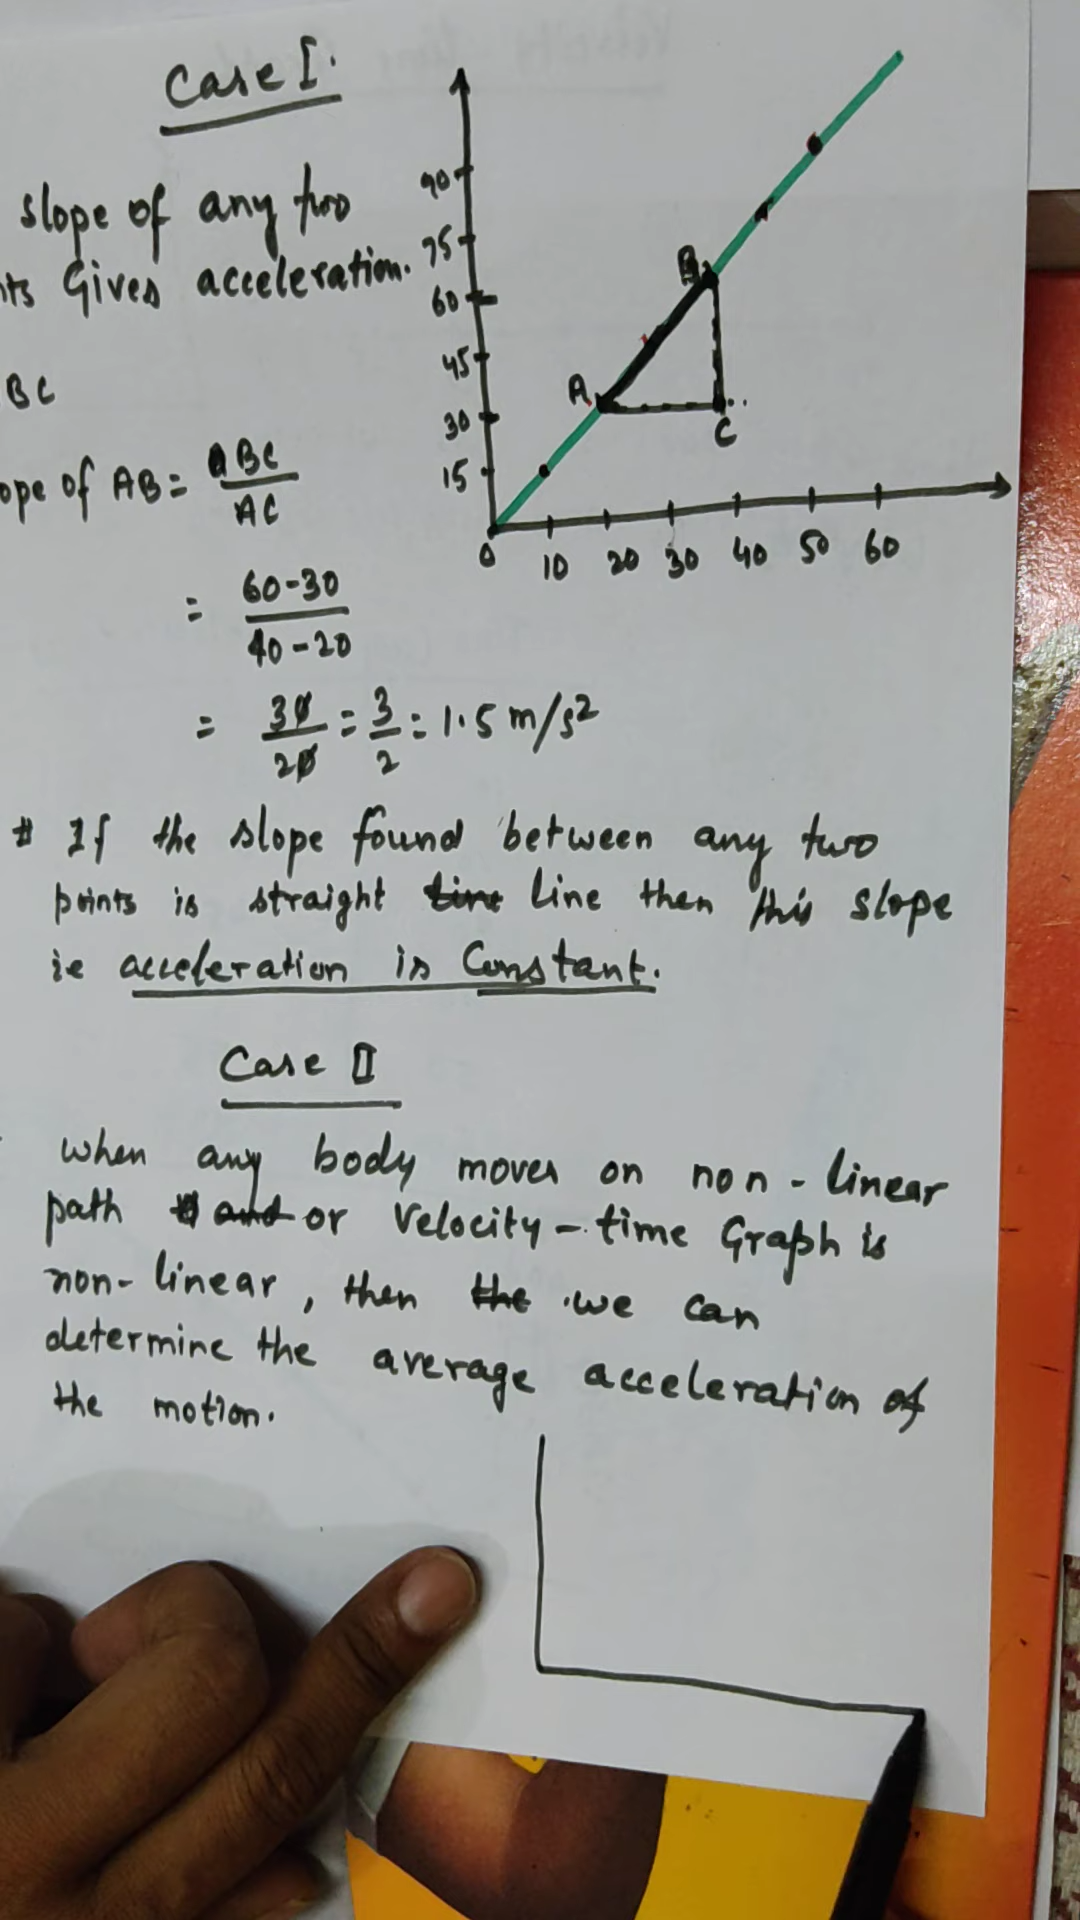 Case I.
slope of any two
nts Gives acceleration.
BC
ope of AB = BC
AC
= 60-30
40-20
= 30 = 3 = 1.5 m/s²
20 2
90
75
60
45
30
15
0 10 20 30 40 50 60
A
B
C
# If the slope found between any two
points is straight line then this slope
ie acceleration is Constant.
Case II
when any body moves on non-linear
path or Velocity-time Graph is
non-linear, then we can
determine the average acceleration of
the motion.